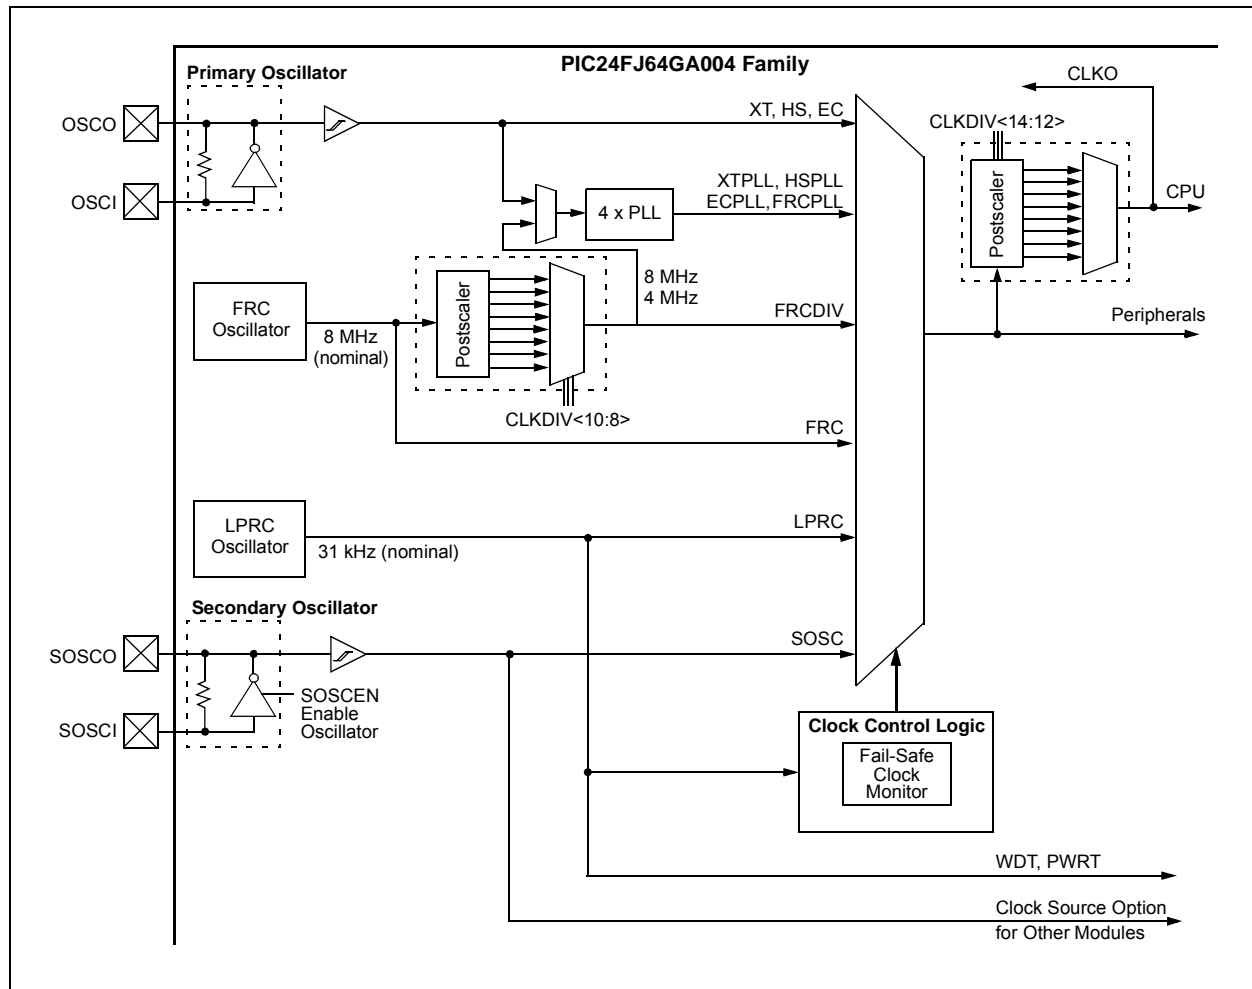 PIC24FJ64GA004 Family
Primary Oscillator
OSCO
OSCI
XT, HS, EC
CLKO
CLKDIV<14:12>
Postscaler
CPU
XTPLL, HSPLL
ECPLL,FRCPLL
4 x PLL
8 MHz
4 MHz
FRC
Oscillator
8 MHz
(nominal)
Postscaler
CLKDIV<10:8>
FRCDIV
Peripherals
FRC
LPRC
Oscillator
31 kHz (nominal)
LPRC
Secondary Oscillator
SOSCO
SOSCI
SOSCEN
Enable
Oscillator
SOSC
Clock Control Logic
Fail-Safe
Clock
Monitor
WDT, PWRT
Clock Source Option
for Other Modules